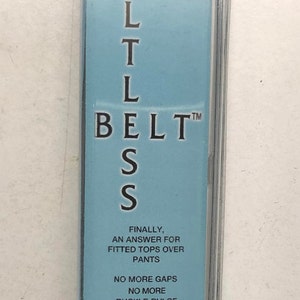 L
T
L
BELT™
S
S
FINALLY,
AN ANSWER FOR
FITTED TOPS OVER
PANTS
NO MORE GAPS
NO MORE